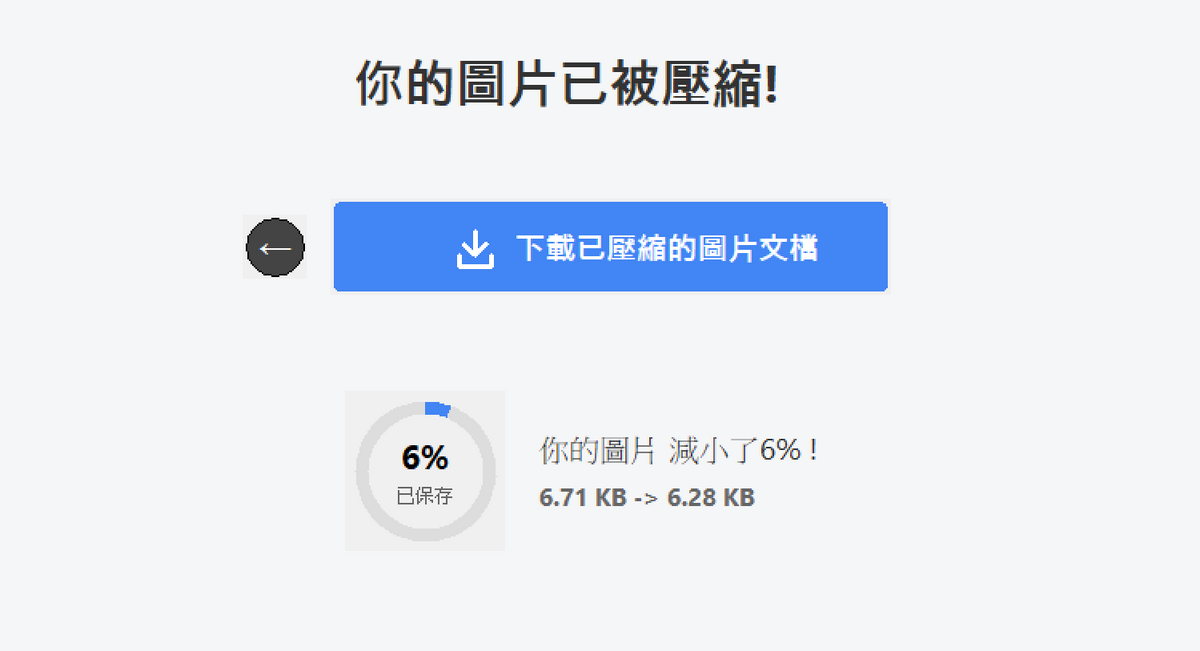 你的圖片已被壓縮!
←
下載已壓縮的圖片文檔
6%
已保存
你的圖片 減小了6% !
6.71 KB -> 6.28 KB